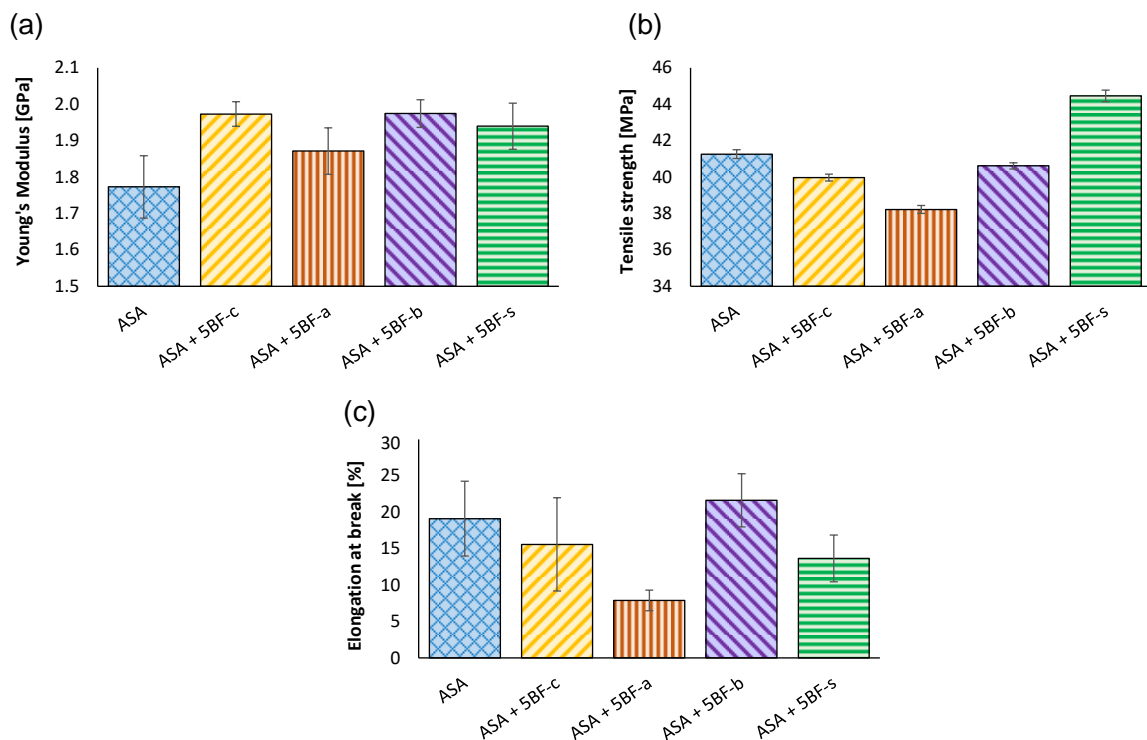 (a)
Young's Modulus [GPa]
2.1
2.0
1.9
1.8
1.7
1.6
1.5
ASA
ASA + 5BF-c
ASA + 5BF-a
ASA + 5BF-b
ASA + 5BF-s
(b)
Tensile strength [MPa]
46
44
42
40
38
36
34
ASA
ASA + 5BF-c
ASA + 5BF-a
ASA + 5BF-b
ASA + 5BF-s
(c)
Elongation at break [%]
30
25
20
15
10
5
0
ASA
ASA + 5BF-c
ASA + 5BF-a
ASA + 5BF-b
ASA + 5BF-s